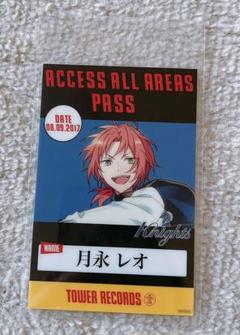 ACCESS ALL AREAS
PASS
DATE
08.09.2017
Knights
NAME
月永 レオ
TOWER RECORDS